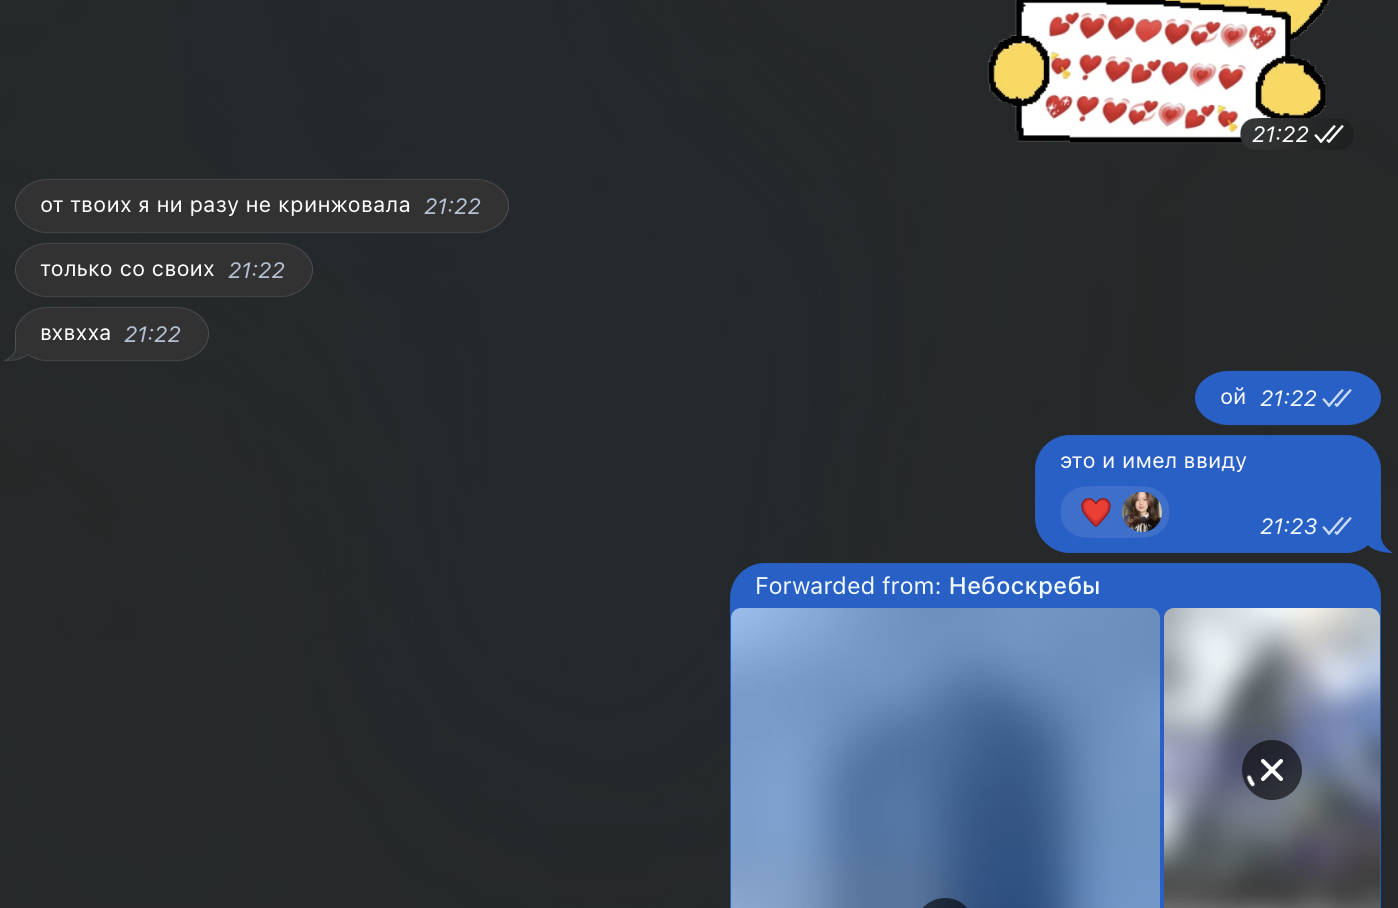 21:22
от твоих я ни разу не кринжовала 21:22
только со своих 21:22
вхвхха 21:22
ой 21:22
это и имел ввиду
21:23
Forwarded from: Небоскребы